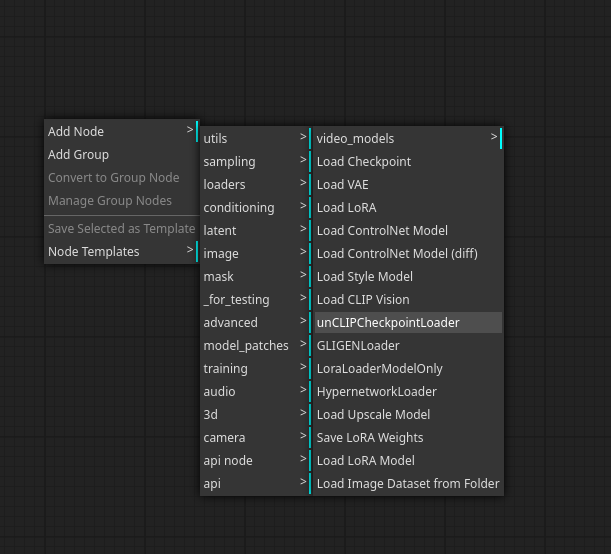 Add Node >
Add Group
Convert to Group Node
Manage Group Nodes
Save Selected as Template
Node Templates >
utils >
sampling >
loaders >
conditioning >
latent >
image >
mask >
_for_testing >
advanced >
model_patches >
training >
audio >
3d >
camera >
api node >
api >
video_models >
Load Checkpoint
Load VAE
Load LoRA
Load ControlNet Model
Load ControlNet Model (diff)
Load Style Model
Load CLIP Vision
unCLIPCheckpointLoader
GLIGENLoader
LoraLoaderModelOnly
HypernetworkLoader
Load Upscale Model
Save LoRA Weights
Load LoRA Model
Load Image Dataset from Folder